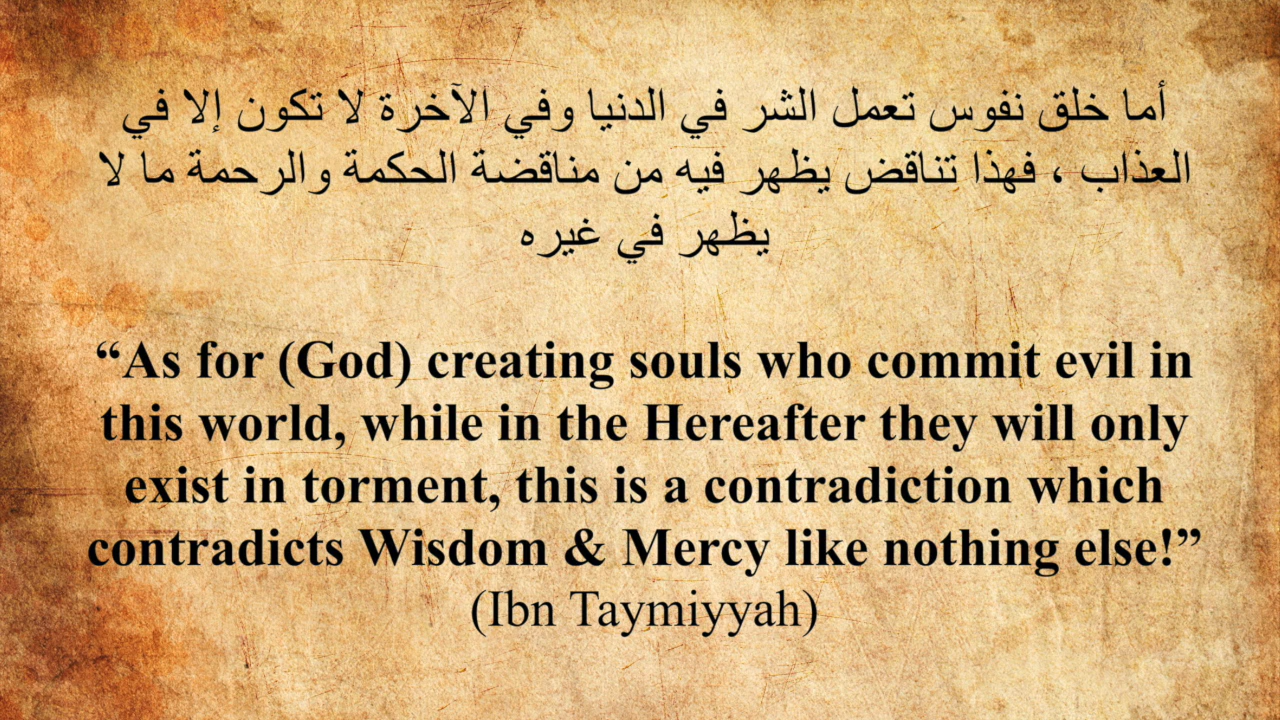 أما خلق نفوس تعمل الشر في الدنيا وفي الآخرة لا تكون إلا في
العذاب ، فهذا تناقض يظهر فيه من مناقضة الحكمة والرحمة ما لا
يظهر في غيره
“As for (God) creating souls who commit evil in
this world, while in the Hereafter they will only
exist in torment, this is a contradiction which
contradicts Wisdom & Mercy like nothing else!”
(Ibn Taymiyyah)